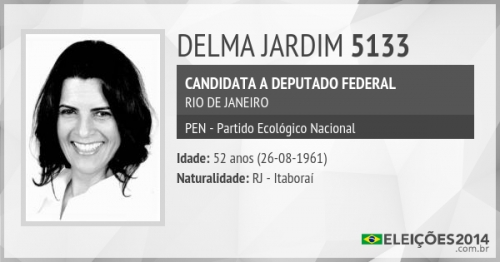 DELMA JARDIM 5133
CANDIDATA A DEPUTADO FEDERAL
RIO DE JANEIRO
PEN - Partido Ecológico Nacional
Idade: 52 anos (26-08-1961)
Naturalidade: RJ - Itaboraí
ELEIÇÕES2014
.com.br